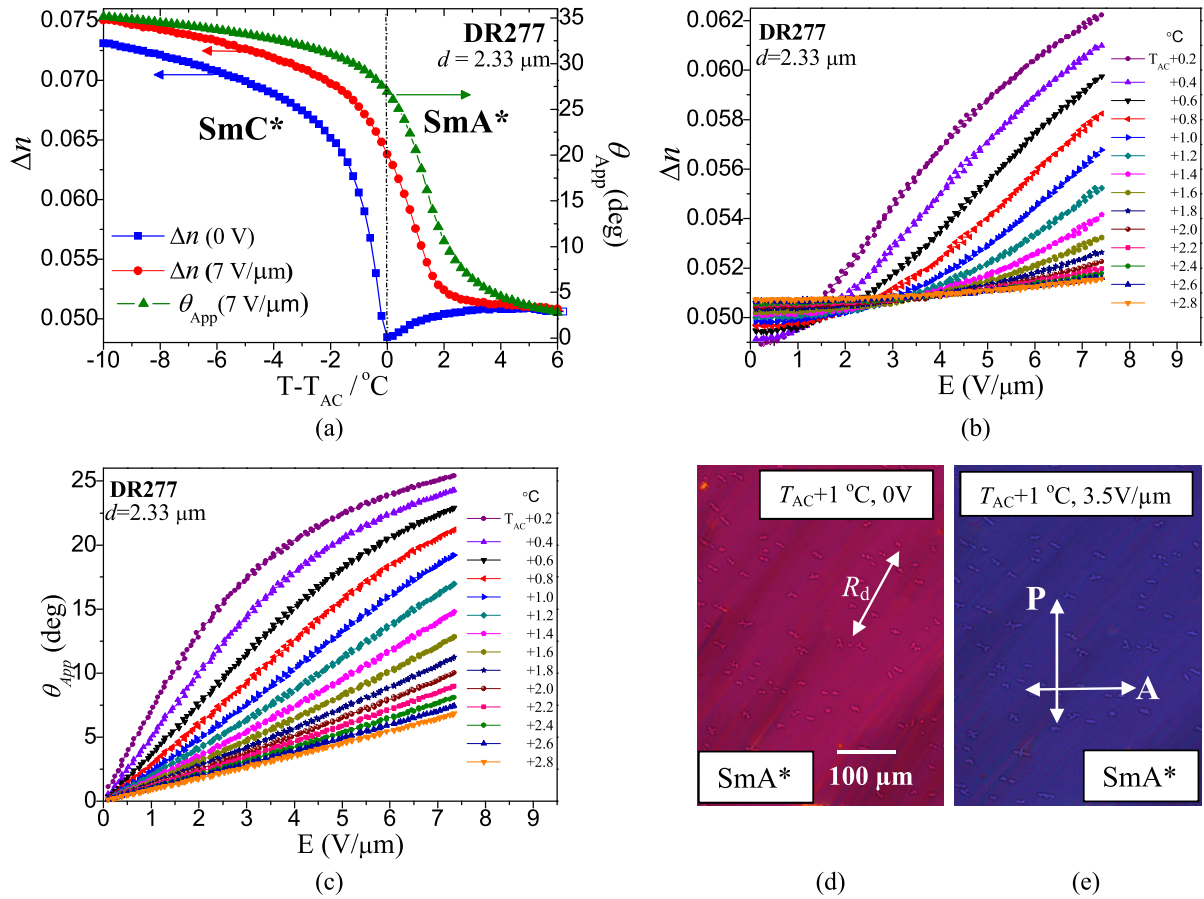 DR277
d = 2.33 μm
SmC*
SmA*
Δn (0 V)
Δn (7 V/μm)
θApp(7 V/μm)
0.075
0.070
0.065
0.060
0.055
0.050
Δn
35
30
25
20
15
10
5
0
θApp (deg)
-10
-8
-6
-4
-2
0
2
4
6
T-TAC / °C
(a)
DR277
d=2.33 μm
0.062
0.060
0.058
0.056
0.054
0.052
0.050
Δn
0
1
2
3
4
5
6
7
8
9
E (V/μm)
°C
TAC+0.2
+0.4
+0.6
+0.8
+1.0
+1.2
+1.4
+1.6
+1.8
+2.0
+2.2
+2.4
+2.6
+2.8
(b)
DR277
d=2.33 μm
25
20
15
10
5
0
θApp (deg)
0
1
2
3
4
5
6
7
8
9
E (V/μm)
°C
TAC+0.2
+0.4
+0.6
+0.8
+1.0
+1.2
+1.4
+1.6
+1.8
+2.0
+2.2
+2.4
+2.6
+2.8
(c)
TAC+1 °C, 0V
Rd
100 μm
SmA*
(d)
TAC+1 °C, 3.5V/μm
P
A
SmA*
(e)